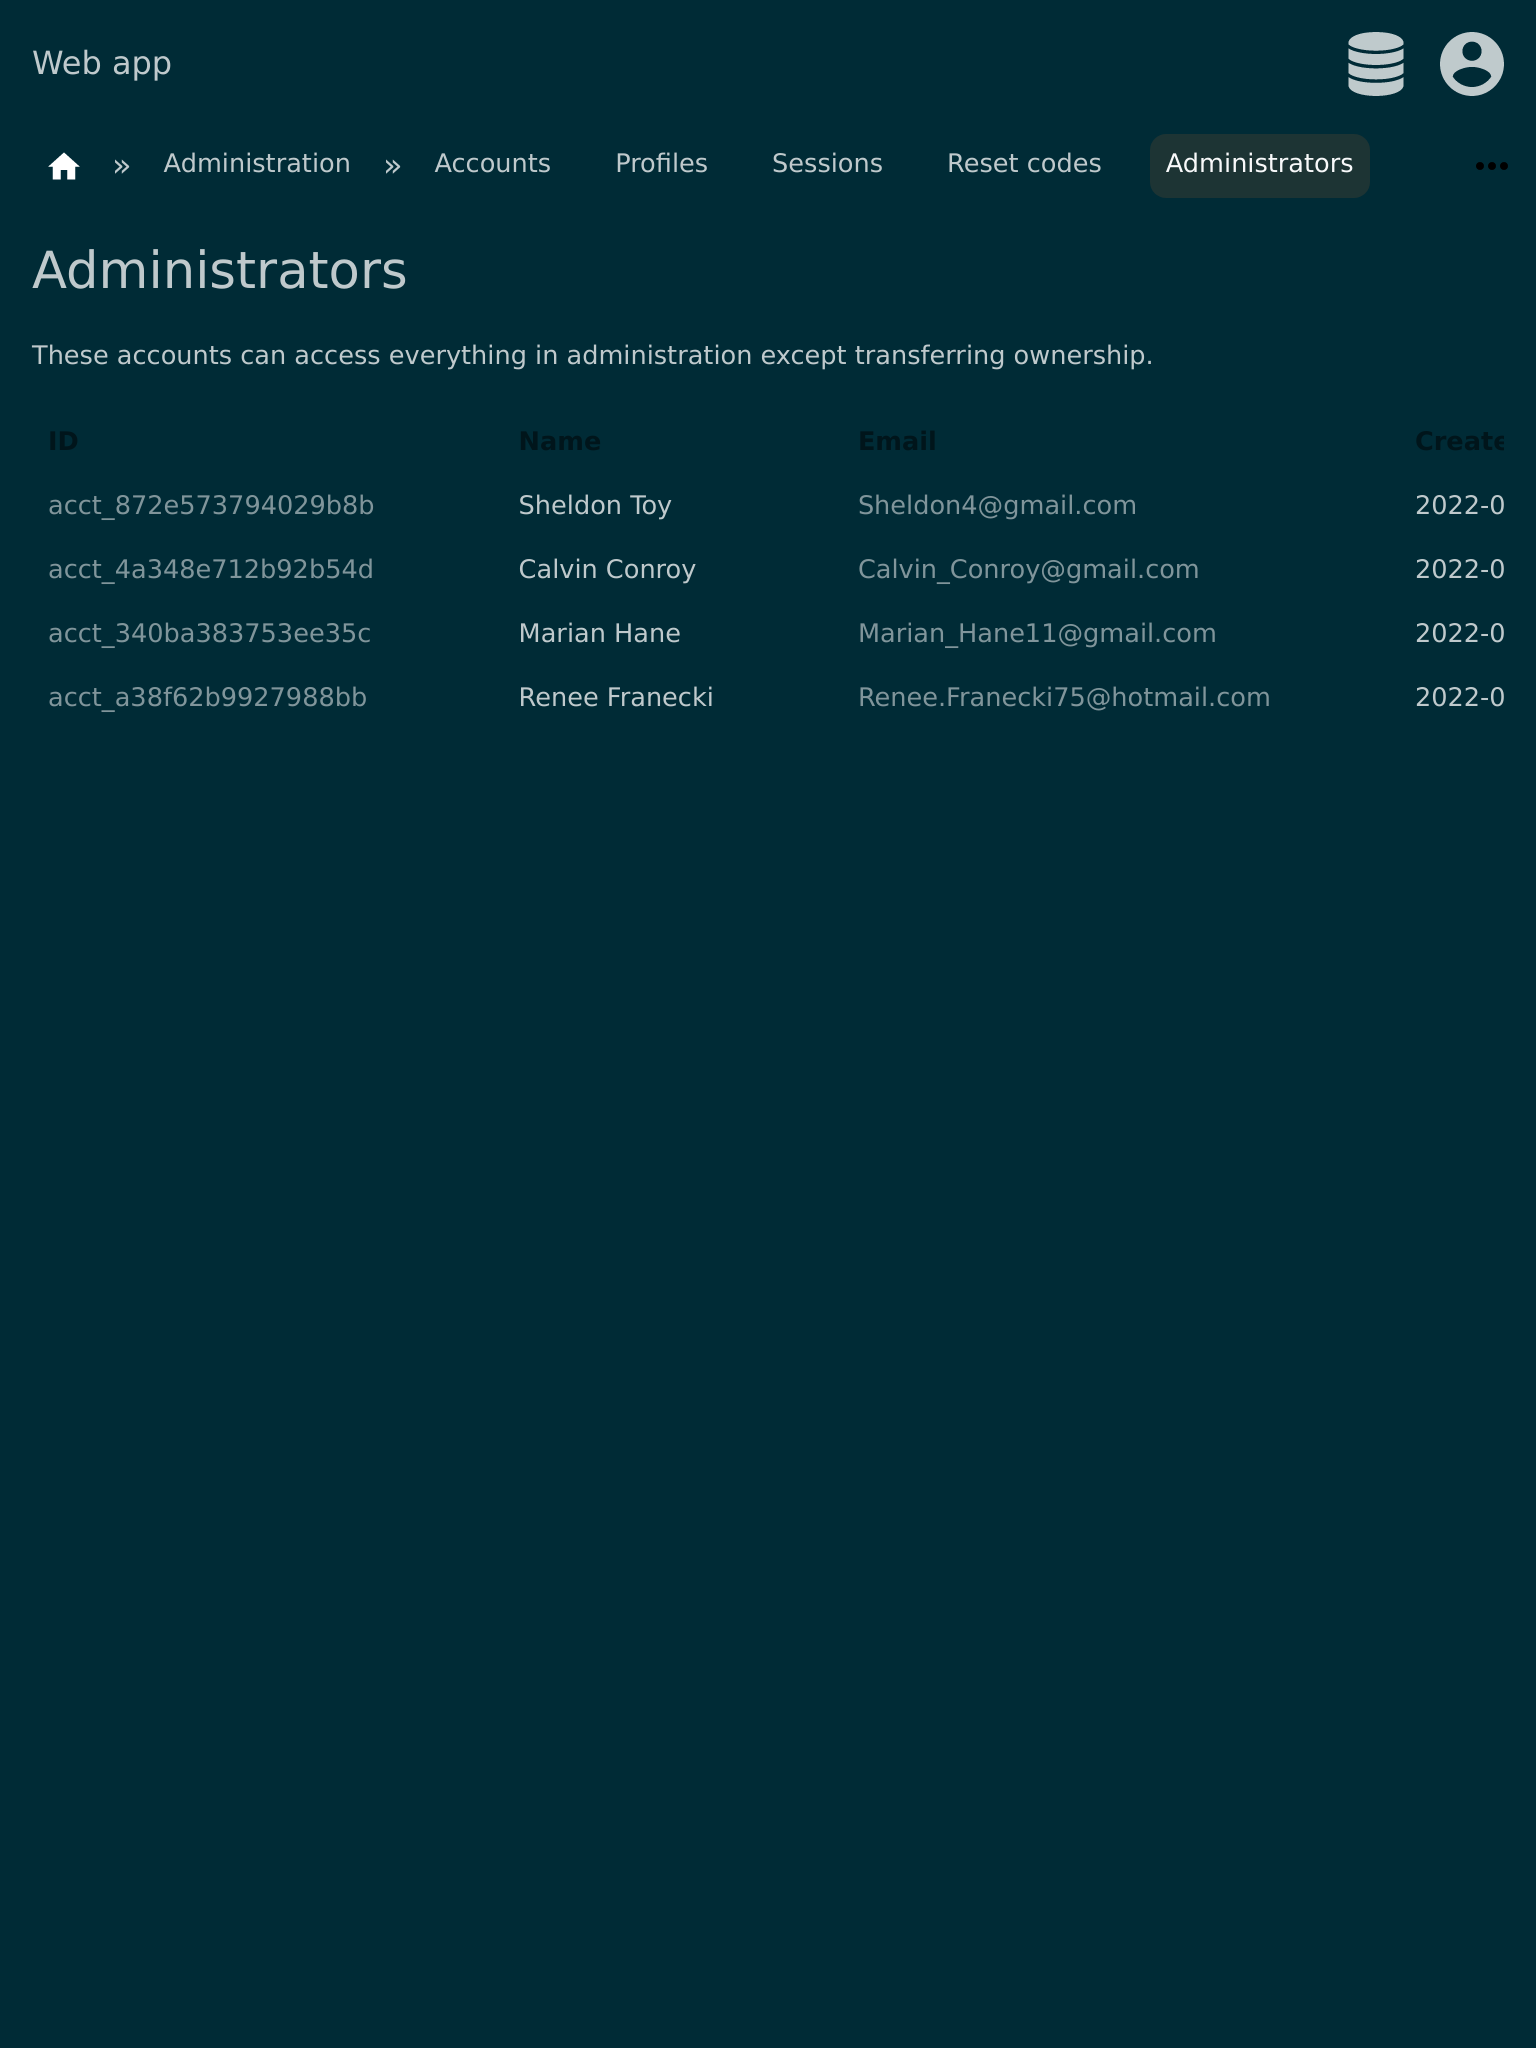 Web app
» Administration » Accounts Profiles Sessions Reset codes Administrators
Administrators
These accounts can access everything in administration except transferring ownership.
ID Name Email Create
acct_872e573794029b8b Sheldon Toy Sheldon4@gmail.com 2022-0
acct_4a348e712b92b54d Calvin Conroy Calvin_Conroy@gmail.com 2022-0
acct_340ba383753ee35c Marian Hane Marian_Hane11@gmail.com 2022-0
acct_a38f62b9927988bb Renee Franecki Renee.Franecki75@hotmail.com 2022-0